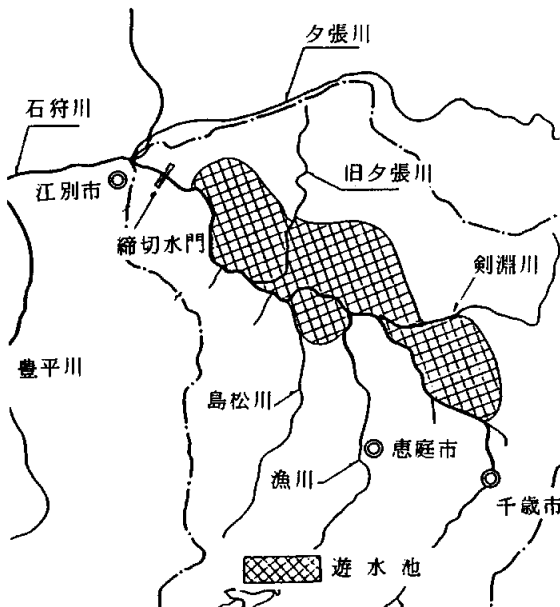 夕張川
石狩川
江別市
旧夕張川
締切水門
剣淵川
豊平川
島松川
漁川
恵庭市
千歳市
遊水池